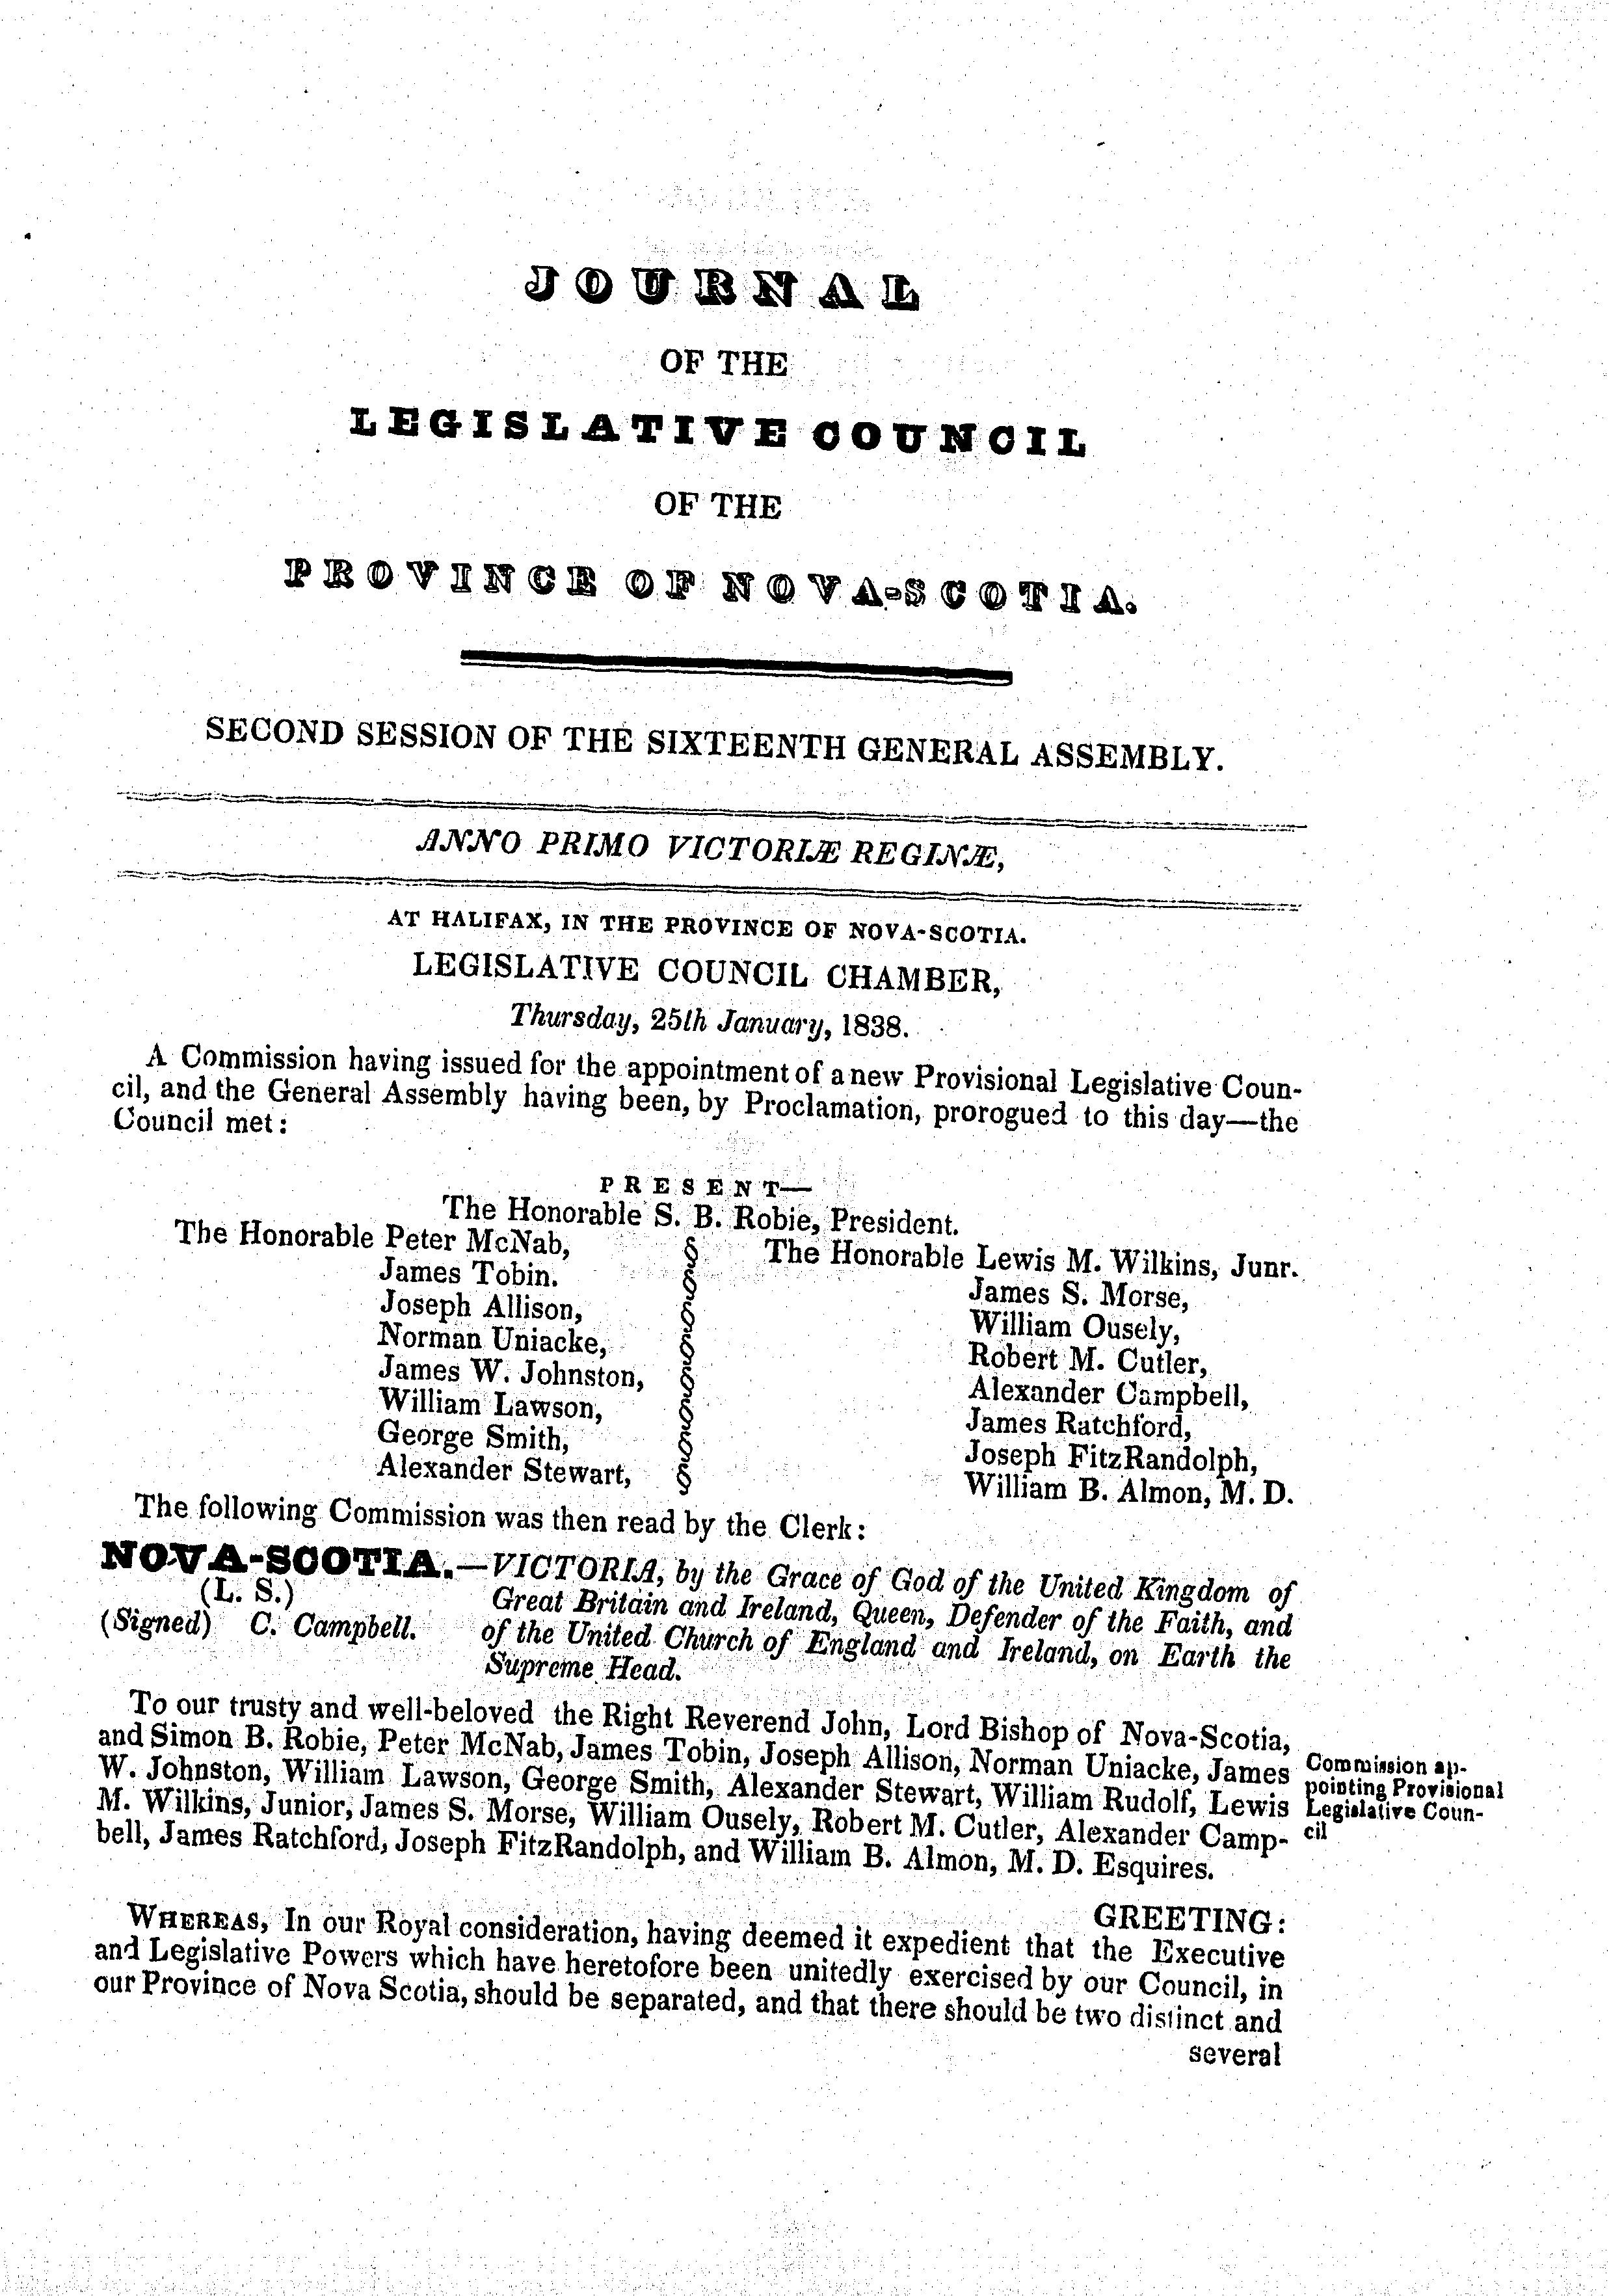 JOURNAL
OF THE
LEGISLATIVE COUNCIL
OF THE
PROVINCE OF NOVA-SCOTIA.
SECOND SESSION OF THE SIXTEENTH GENERAL ASSEMBLY.
ANNO PRIMO VICTORIÆ REGINÆ,
AT HALIFAX, IN THE PROVINCE OF NOVA-SCOTIA.
LEGISLATIVE COUNCIL CHAMBER,
Thursday, 25th January, 1838.
A Commission having issued for the appointment of a new Provisional Legislative Coun-
cil, and the General Assembly having been, by Proclamation, prorogued to this day—the
Council met:
PRESENT—
The Honorable S. B. Robie, President.
The Honorable Peter McNab,
James Tobin.
Joseph Allison,
Norman Uniacke,
James W. Johnston,
William Lawson,
George Smith,
Alexander Stewart,
The Honorable Lewis M. Wilkins, Junr.
James S. Morse,
William Ousely,
Robert M. Cutler,
Alexander Campbell,
James Ratchford,
Joseph FitzRandolph,
William B. Almon, M. D.
The following Commission was then read by the Clerk:
NOVA-SCOTIA.—VICTORIA, by the Grace of God of the United Kingdom of
(L. S.) Great Britain and Ireland, Queen, Defender of the Faith, and
(Signed) C. Campbell. of the United Church of England and Ireland, on Earth the
Supreme Head.
To our trusty and well-beloved the Right Reverend John, Lord Bishop of Nova-Scotia,
and Simon B. Robie, Peter McNab, James Tobin, Joseph Allison, Norman Uniacke, James
W. Johnston, William Lawson, George Smith, Alexander Stewart, William Rudolf, Lewis
M. Wilkins, Junior, James S. Morse, William Ousely, Robert M. Cutler, Alexander Camp-
bell, James Ratchford, Joseph FitzRandolph, and William B. Almon, M. D. Esquires.
Commission ap-
pointing Provisional
Legislative Coun-
cil
GREETING:
WHEREAS, In our Royal consideration, having deemed it expedient that the Executive
and Legislative Powers which have heretofore been unitedly exercised by our Council, in
our Province of Nova Scotia, should be separated, and that there should be two distinct and
several